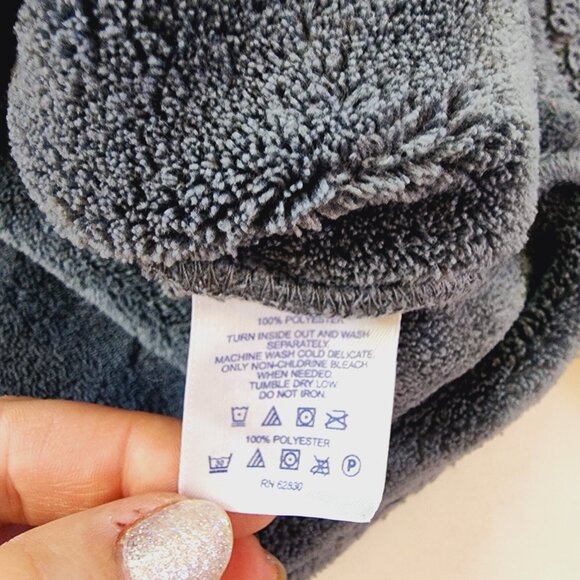 100% POLYESTER
TURN INSIDE OUT AND WASH
SEPARATELY.
MACHINE WASH COLD DELICATE.
ONLY NON-CHLORINE BLEACH
WHEN NEEDED.
TUMBLE DRY LOW.
DO NOT IRON.
100% POLYESTER
P
RN 62830